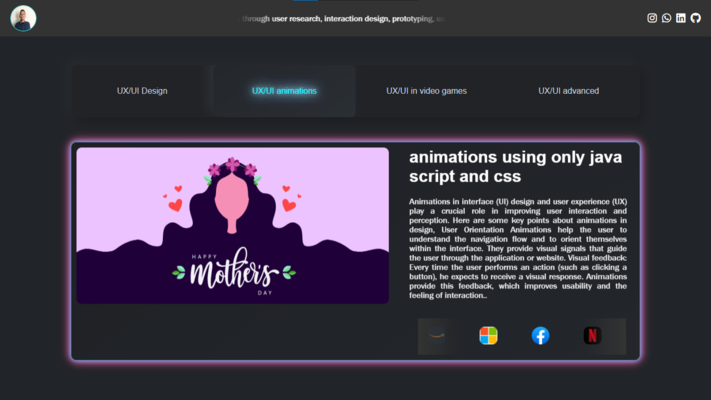 through user research, interaction design, prototyping,
UX/UI Design
UX/UI animations
UX/UI in video games
UX/UI advanced
HAPPY
Mother's
DAY
animations using only java
script and css
Animations in interface (UI) design and user experience (UX)
play a crucial role in improving user interaction and
perception. Here are some key points about animations in
design, User Orientation Animations help the user to
understand the navigation flow and to orient themselves
within the interface. They provide visual signals that guide
the user through the application or website. Visual feedback:
Every time the user performs an action (such as clicking a
button), he expects to receive a visual response. Animations
provide this feedback, which improves usability and the
feeling of interaction..